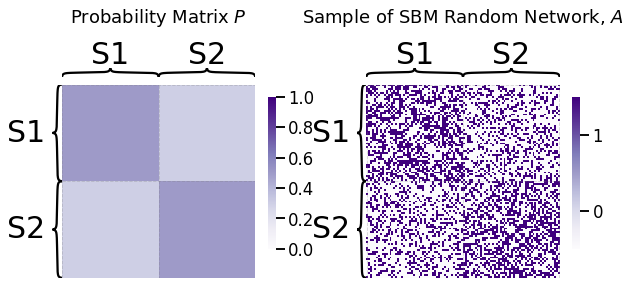 Probability Matrix P
S1 S2
S1
S2
1.0
0.8
0.6
0.4
0.2
0.0
Sample of SBM Random Network, A
S1 S2
S1
S2
1
0